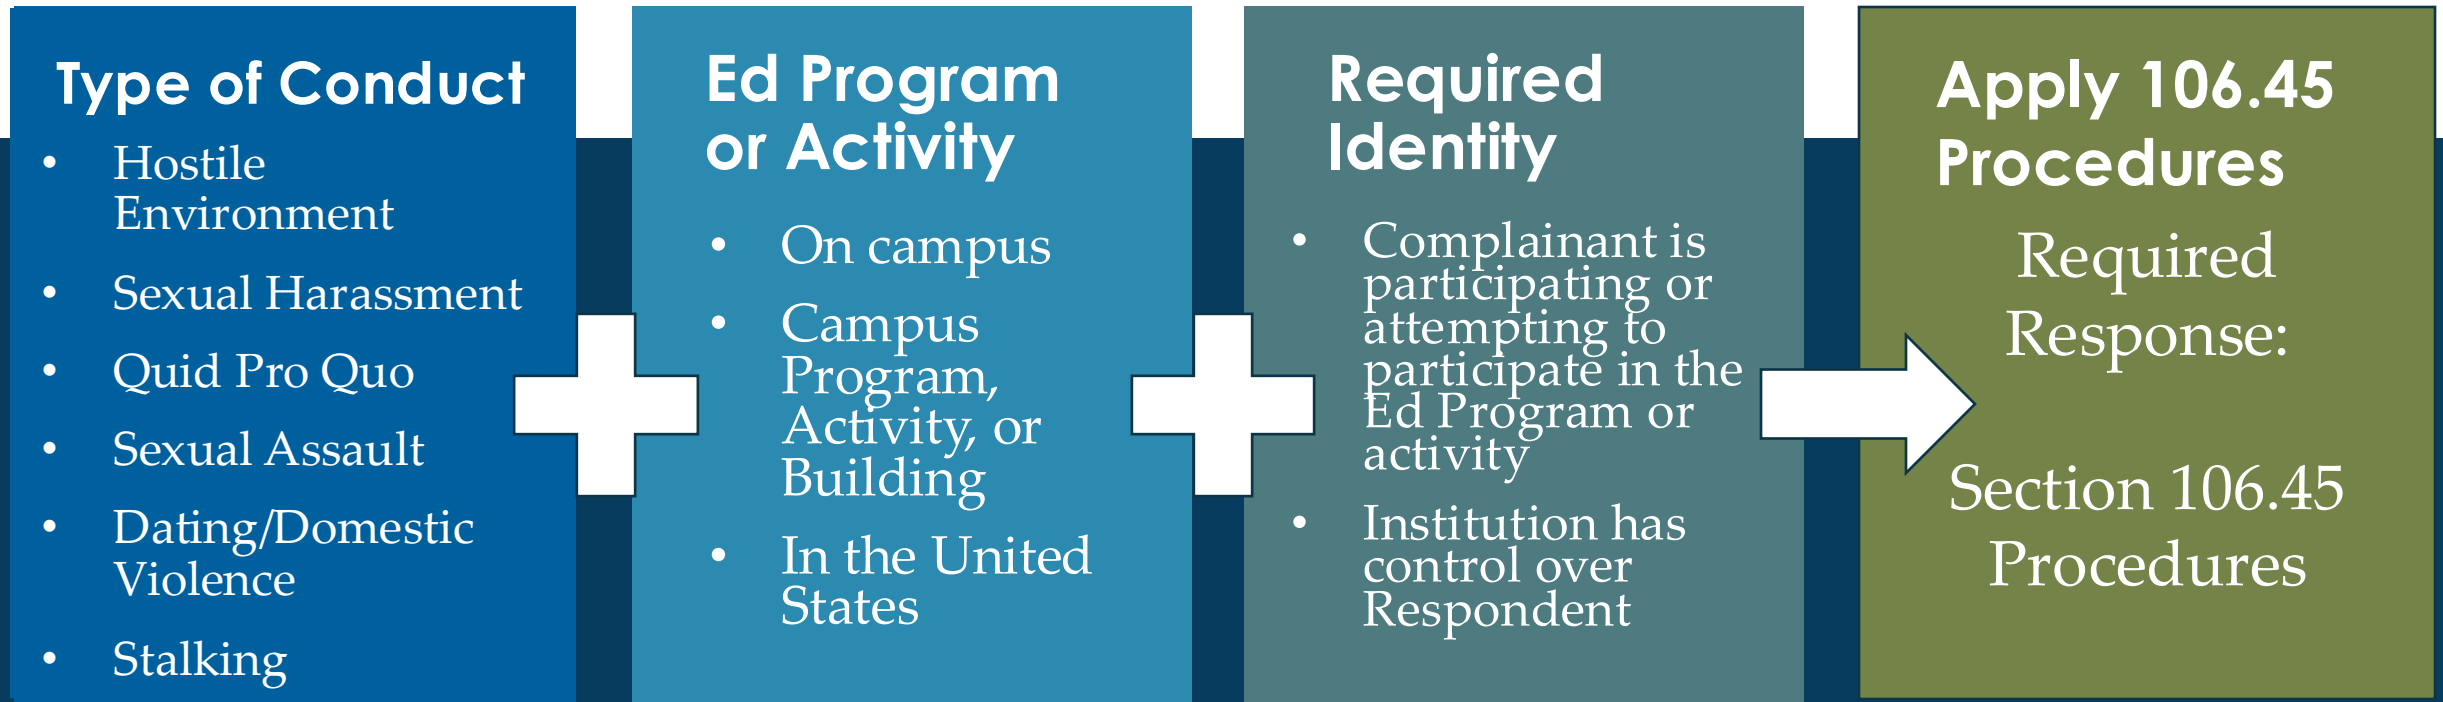 Type of Conduct
• Hostile
Environment
• Sexual Harassment
• Quid Pro Quo
• Sexual Assault
• Dating/Domestic
Violence
• Stalking
Ed Program
or Activity
• On campus
• Campus
Program,
Activity, or
Building
• In the United
States
Required
Identity
• Complainant is
participating or
attempting to
participate in the
Ed Program or
activity
• Institution has
control over
Respondent
Apply 106.45
Procedures
Required
Response:
Section 106.45
Procedures